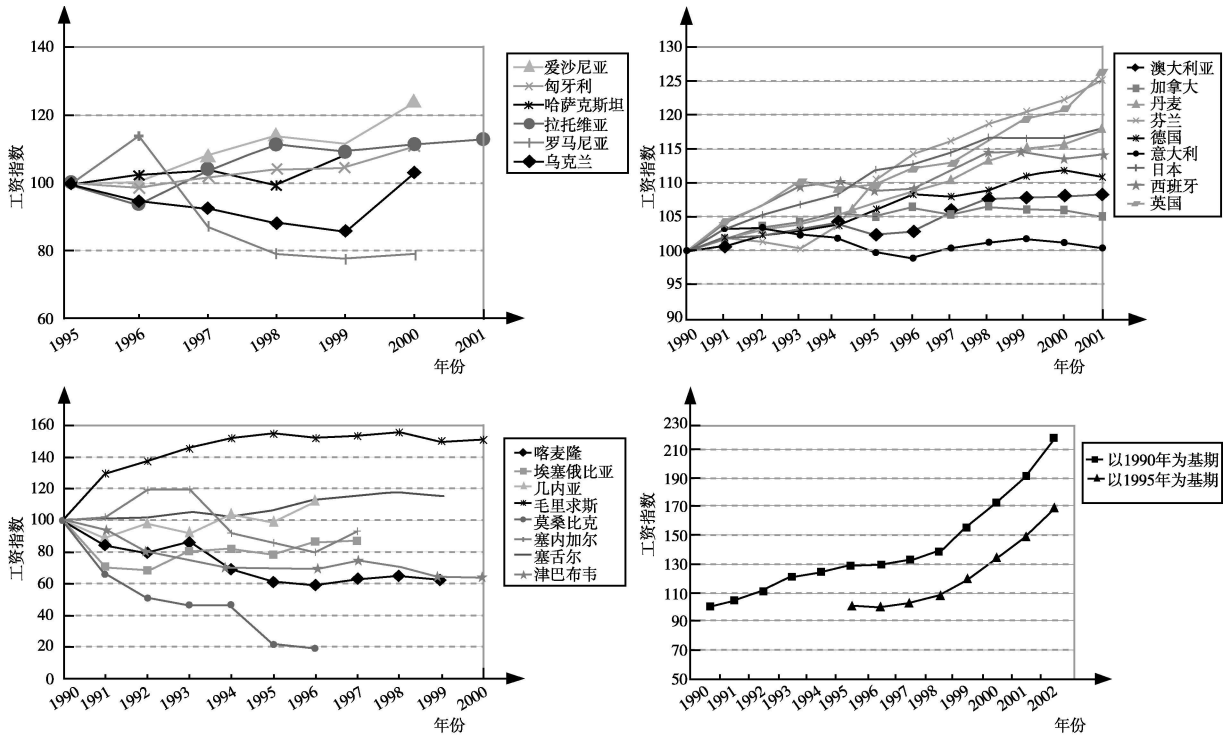 140
120
100
80
60
工资指数
1995
1996
1997
1998
1999
2000
2001
年份
爱沙尼亚
匈牙利
哈萨克斯坦
拉托维亚
罗马尼亚
乌克兰
130
125
120
115
110
105
100
95
90
工资指数
1990
1991
1992
1993
1994
1995
1996
1997
1998
1999
2000
2001
年份
澳大利亚
加拿大
丹麦
芬兰
德国
意大利
日本
西班牙
英国
160
140
120
100
80
60
40
20
0
工资指数
1990
1991
1992
1993
1994
1995
1996
1997
1998
1999
2000
年份
喀麦隆
埃塞俄比亚
几内亚
毛里求斯
莫桑比克
塞内加尔
塞舌尔
津巴布韦
230
210
190
170
150
130
110
90
70
50
工资指数
1990
1991
1992
1993
1994
1995
1996
1997
1998
1999
2000
2001
2002
年份
以1990年为基期
以1995年为基期